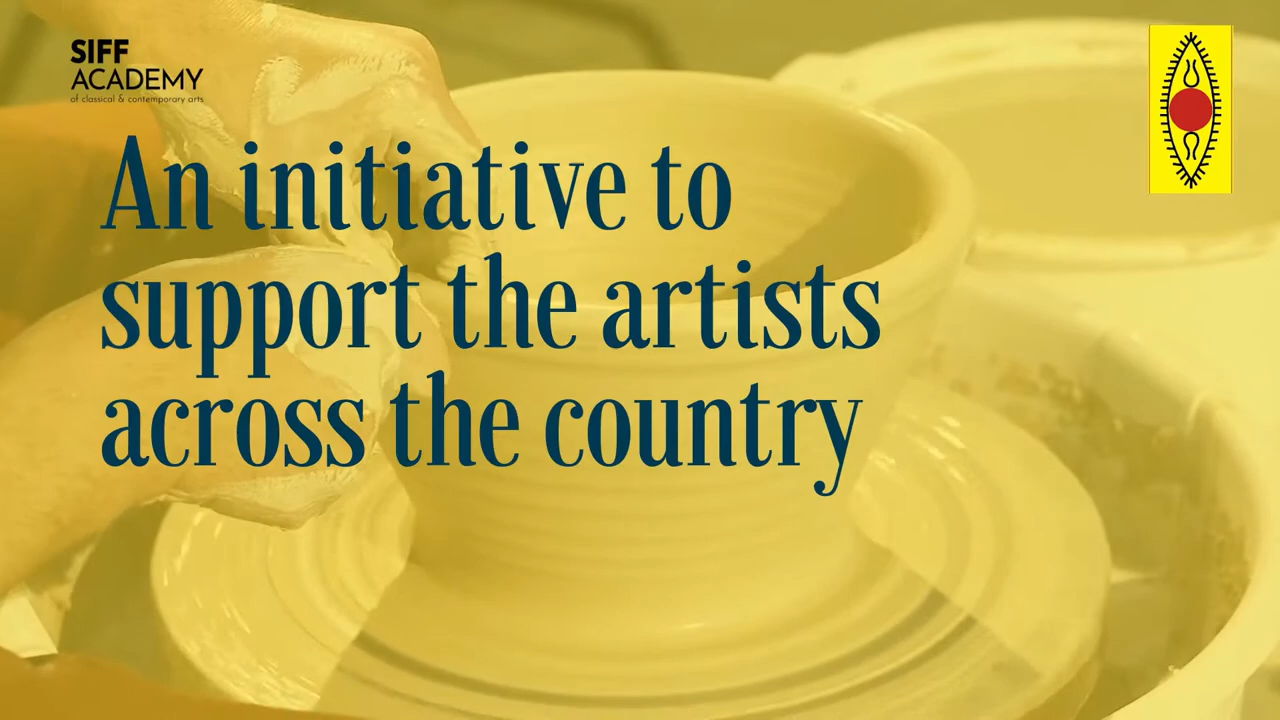 SIFF
ACADEMY
of classical & contemporary arts
An initiative to
support the artists
across the country